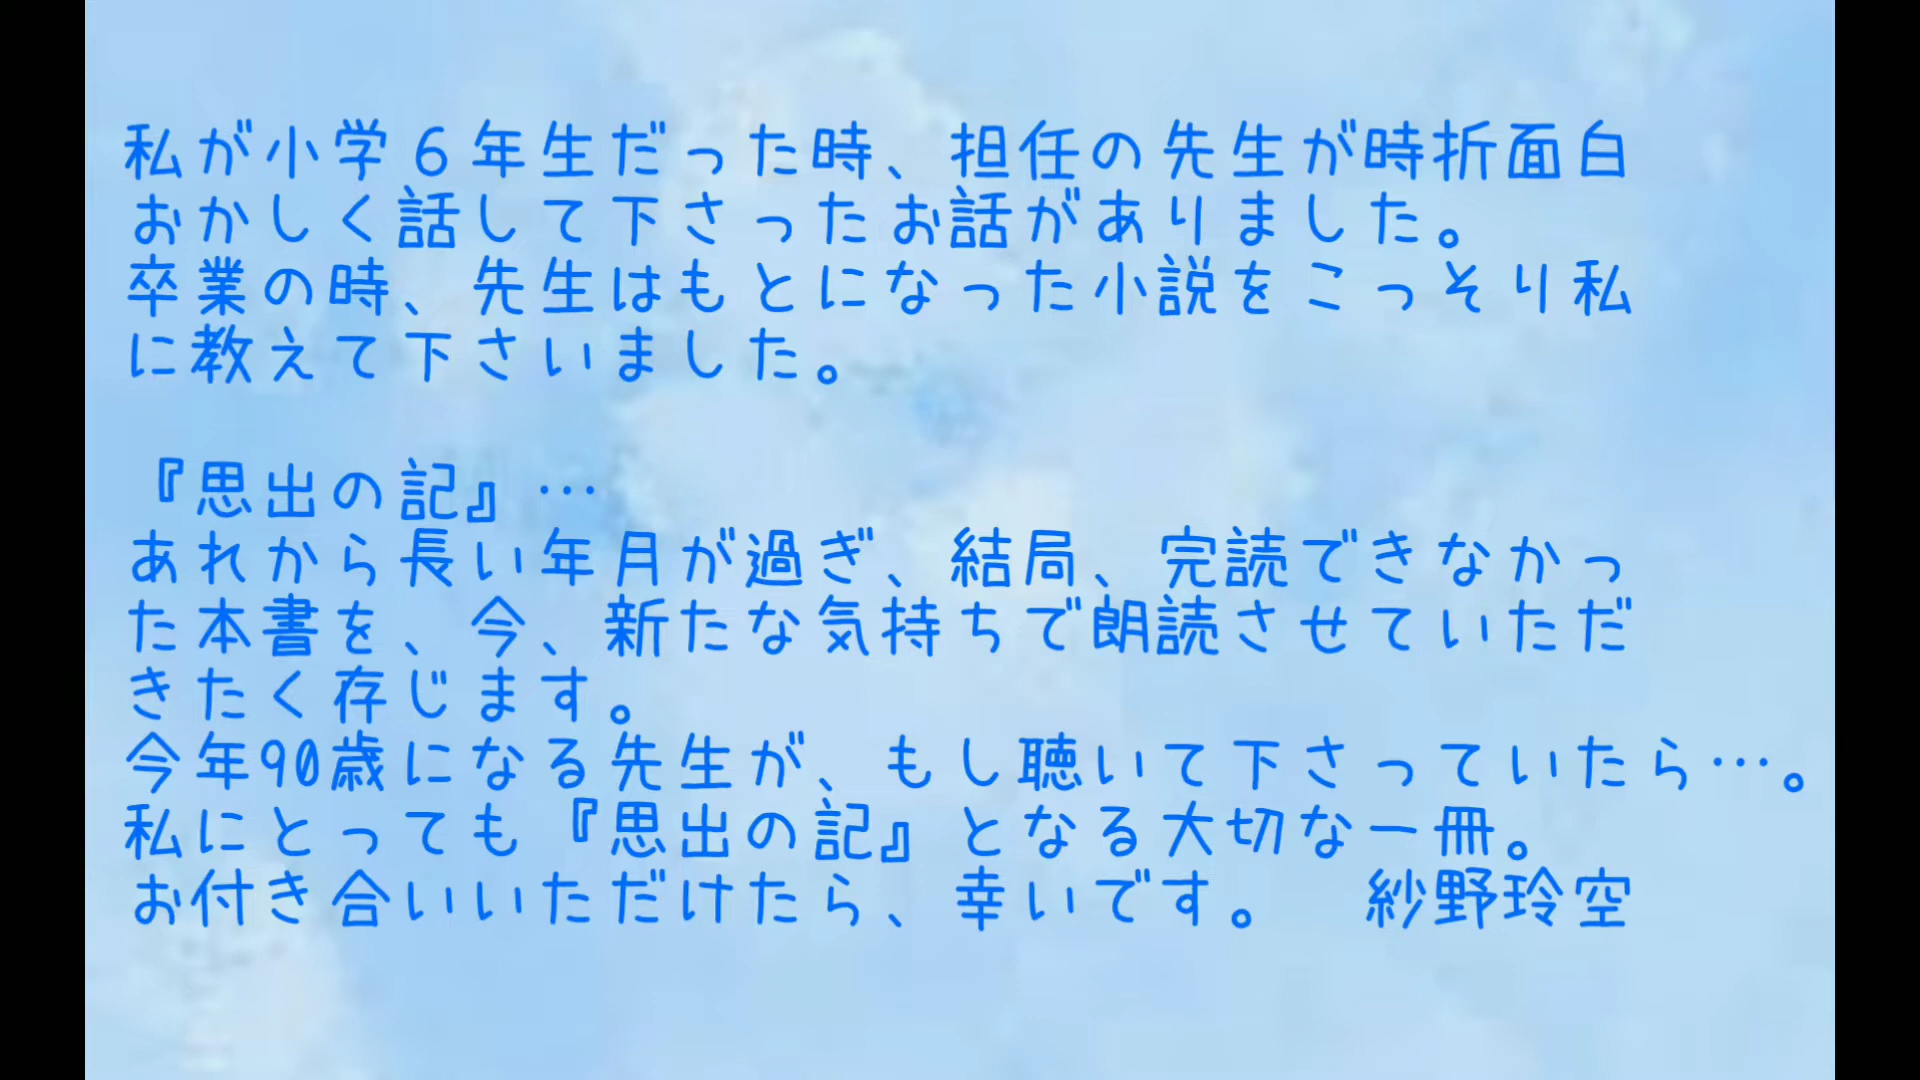 私が小学６年生だった時、担任の先生が時折面白
おかしく話して下さったお話がありました。
卒業の時、先生はもとになった小説をこっそり私
に教えて下さいました。
『思出の記』…
あれから長い年月が過ぎ、結局、完読できなかっ
た本書を、今、新たな気持ちで朗読させていただ
きたく存じます。
今年90歳になる先生が、もし聴いて下さっていたら…。
私にとっても『思出の記』となる大切な一冊。
お付き合いいただけたら、幸いです。　紗野玲空